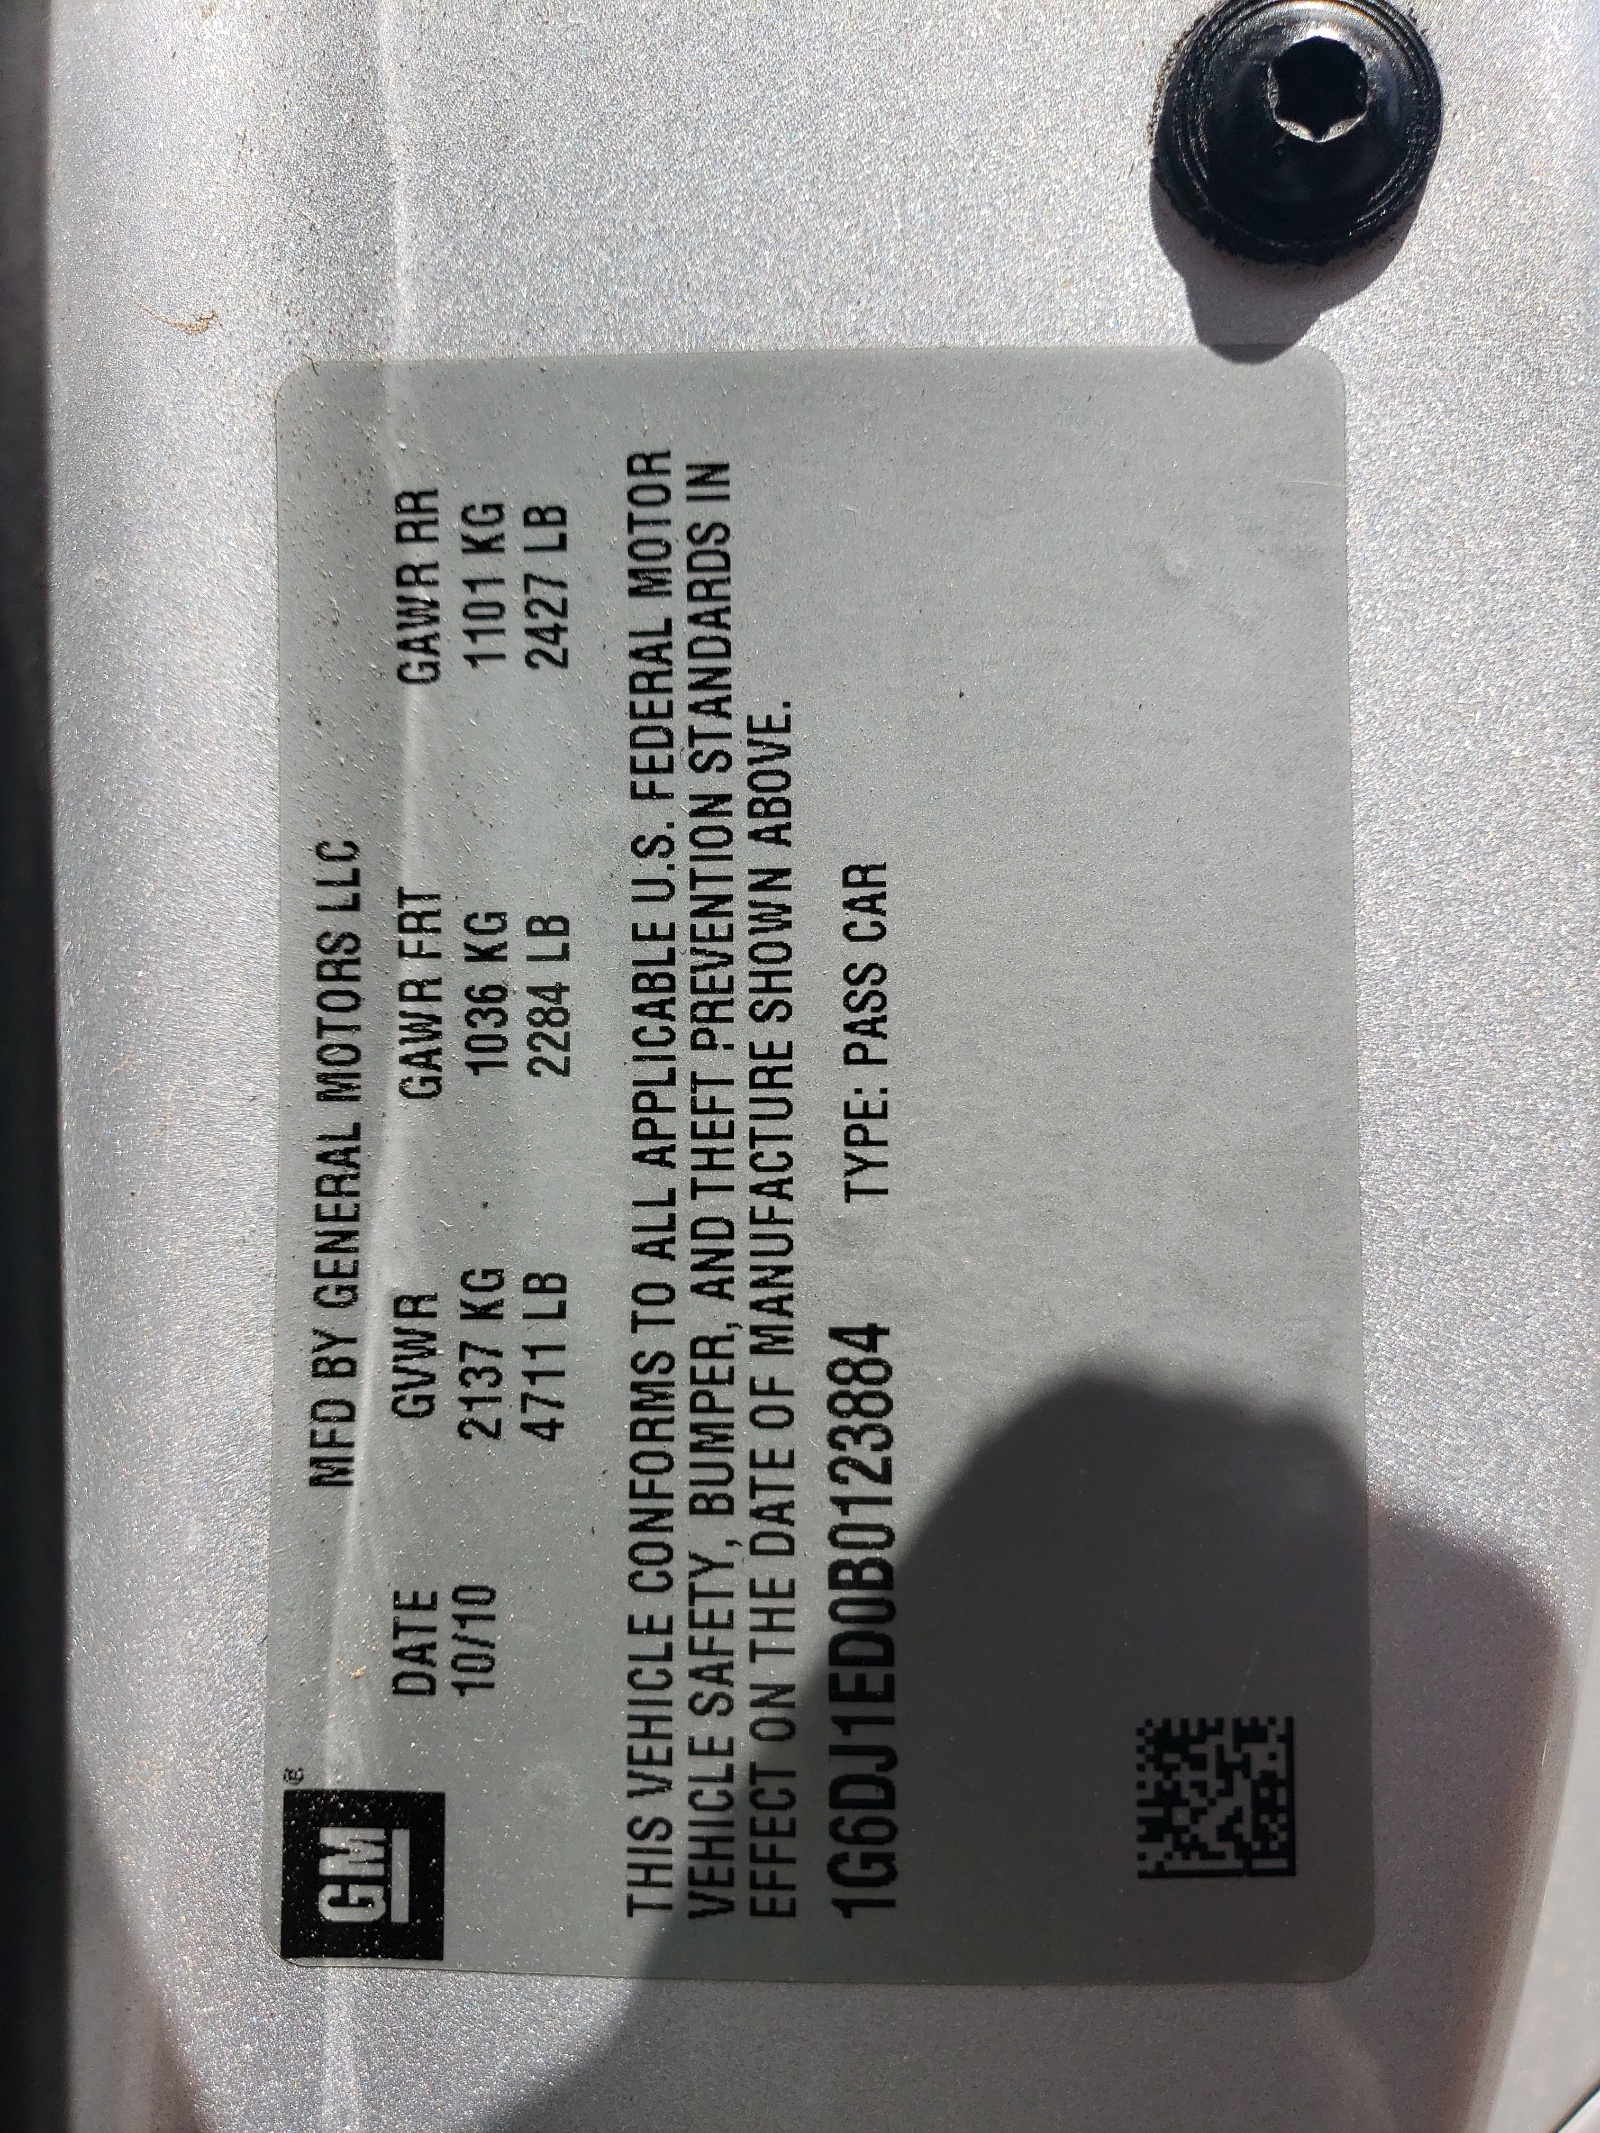 GM®
MFD BY GENERAL MOTORS LLC
DATE GVWR GAWR FRT GAWR RR
10/10 2137 KG 1036 KG 1101 KG
4711 LB 2284 LB 2427 LB
THIS VEHICLE CONFORMS TO ALL APPLICABLE U.S. FEDERAL MOTOR
VEHICLE SAFETY, BUMPER, AND THEFT PREVENTION STANDARDS IN
EFFECT ON THE DATE OF MANUFACTURE SHOWN ABOVE.
1G6DJ1ED0B0123884 TYPE: PASS CAR